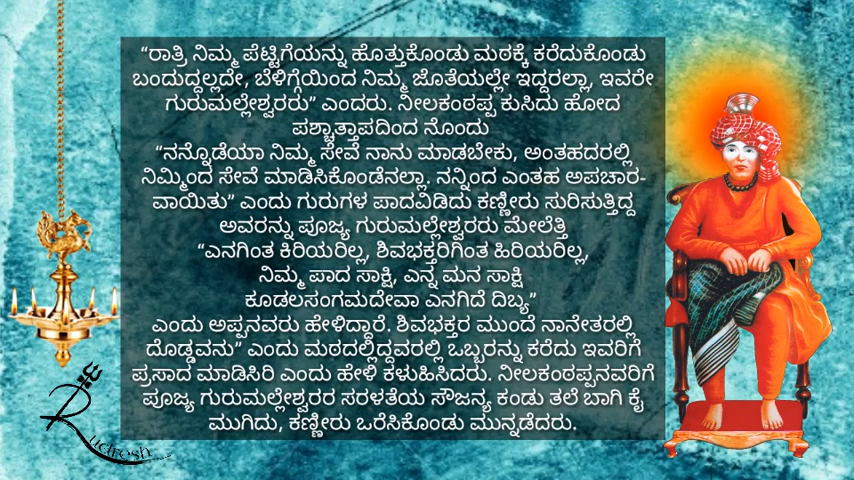 “ರಾತ್ರಿ ನಿಮ್ಮ ಪೆಟ್ಟಿಗೆಯನ್ನು ಹೊತ್ತುಕೊಂಡು ಮಠಕ್ಕೆ ಕರೆದುಕೊಂಡು
ಬಂದುದ್ದಲ್ಲದೇ, ಬೆಳಿಗ್ಗೆಯಿಂದ ನಿಮ್ಮ ಜೊತೆಯಲ್ಲೇ ಇದ್ದರಲ್ಲಾ, ಇವರೇ
ಗುರುಮಲ್ಲೇಶ್ವರರು” ಎಂದರು. ನೀಲಕಂಠಪ್ಪ ಕುಸಿದು ಹೋದ
ಪಶ್ಚಾತ್ತಾಪದಿಂದ ನೊಂದು
“ನನ್ನೊಡೆಯಾ ನಿಮ್ಮ ಸೇವೆ ನಾನು ಮಾಡಬೇಕು, ಅಂತಹದರಲ್ಲಿ
ನಿಮ್ಮಿಂದ ಸೇವೆ ಮಾಡಿಸಿಕೊಂಡೆನಲ್ಲಾ. ನನ್ನಿಂದ ಎಂತಹ ಅಪಚಾರ-
ವಾಯಿತು” ಎಂದು ಗುರುಗಳ ಪಾದವಿಡಿದು ಕಣ್ಣೀರು ಸುರಿಸುತ್ತಿದ್ದ
ಅವರನ್ನು ಪೂಜ್ಯ ಗುರುಮಲ್ಲೇಶ್ವರರು ಮೇಲೆತ್ತಿ
“ಎನಗಿಂತ ಕಿರಿಯರಿಲ್ಲ, ಶಿವಭಕ್ತರಿಗಿಂತ ಹಿರಿಯರಿಲ್ಲ,
ನಿಮ್ಮ ಪಾದ ಸಾಕ್ಷಿ, ಎನ್ನ ಮನ ಸಾಕ್ಷಿ
ಕೂಡಲಸಂಗಮದೇವಾ ಎನಗಿದೆ ದಿಬ್ಯ”
ಎಂದು ಅಪ್ಪನವರು ಹೇಳಿದ್ದಾರೆ. ಶಿವಭಕ್ತರ ಮುಂದೆ ನಾನೇತರಲ್ಲಿ
ದೊಡ್ಡವನು” ಎಂದು ಮಠದಲ್ಲಿದ್ದವರಲ್ಲಿ ಒಬ್ಬರನ್ನು ಕರೆದು ಇವರಿಗೆ
ಪ್ರಸಾದ ಮಾಡಿಸಿರಿ ಎಂದು ಹೇಳಿ ಕಳುಹಿಸಿದರು. ನೀಲಕಂಠಪ್ಪನವರಿಗೆ
ಪೂಜ್ಯ ಗುರುಮಲ್ಲೇಶ್ವರರ ಸರಳತೆಯ ಸೌಜನ್ಯ ಕಂಡು ತಲೆ ಬಾಗಿ ಕೈ
ಮುಗಿದು, ಕಣ್ಣೀರು ಒರೆಸಿಕೊಂಡು ಮುನ್ನಡೆದರು.
Rudresh